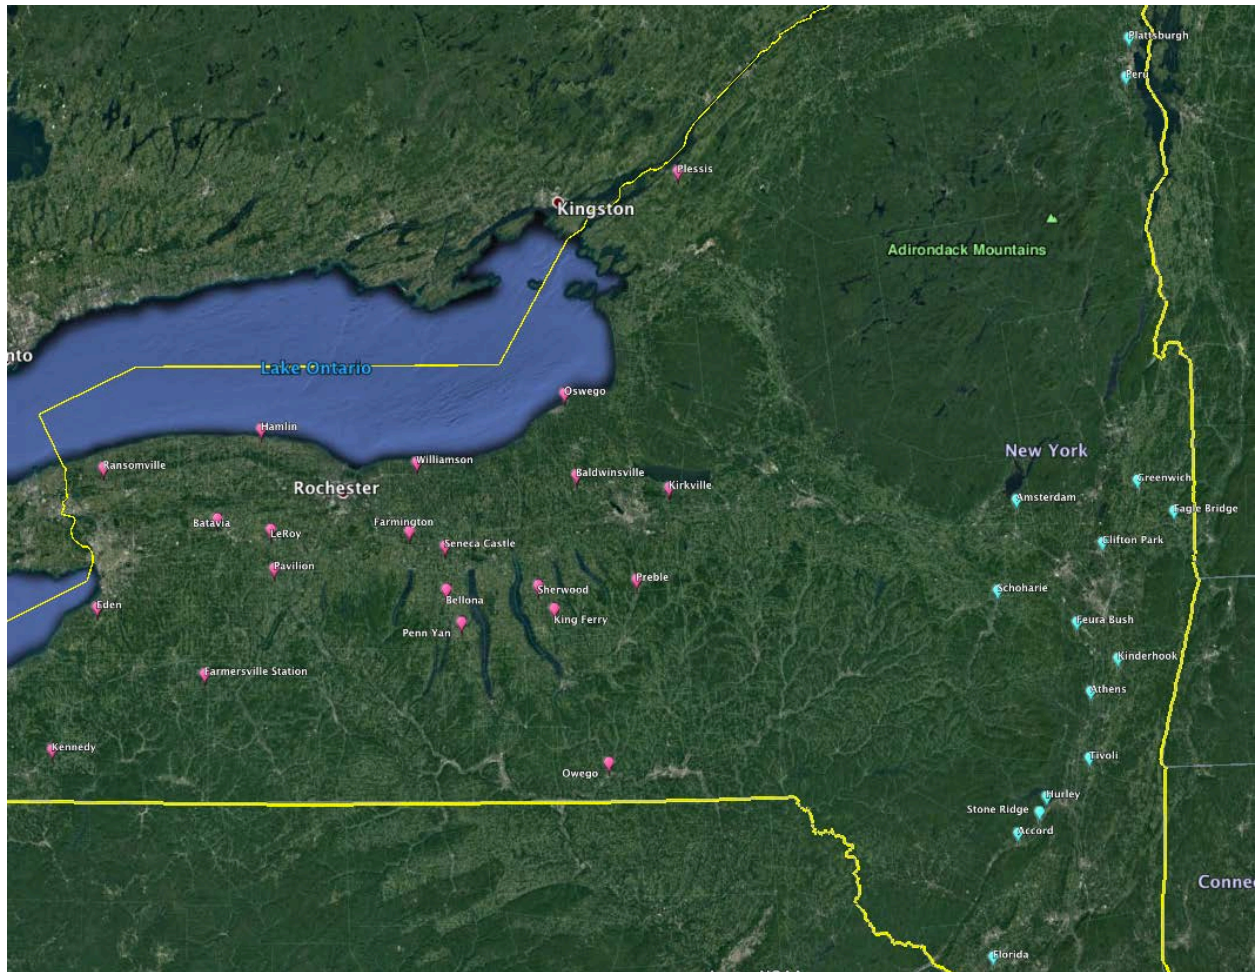 Plattsburgh
Peru
Plessis
Kingston
Adirondack Mountains
nto
Lake Ontario
Oswego
Hamlin
New York
Williamson
Ransomville
Baldwinsville
Greenwich
Rochester
Kirkville
Amsterdam
Eagle Bridge
Batavia
Farmington
LeRoy
Clifton Park
Seneca Castle
Pavilion
Preble
Sherwood
Schoharie
Bellona
Eden
King Ferry
Feura Bush
Penn Yan
Kinderhook
Farmersville Station
Athens
Kennedy
Tivoli
Owego
Hurley
Stone Ridge
Accord
Connec
Florida